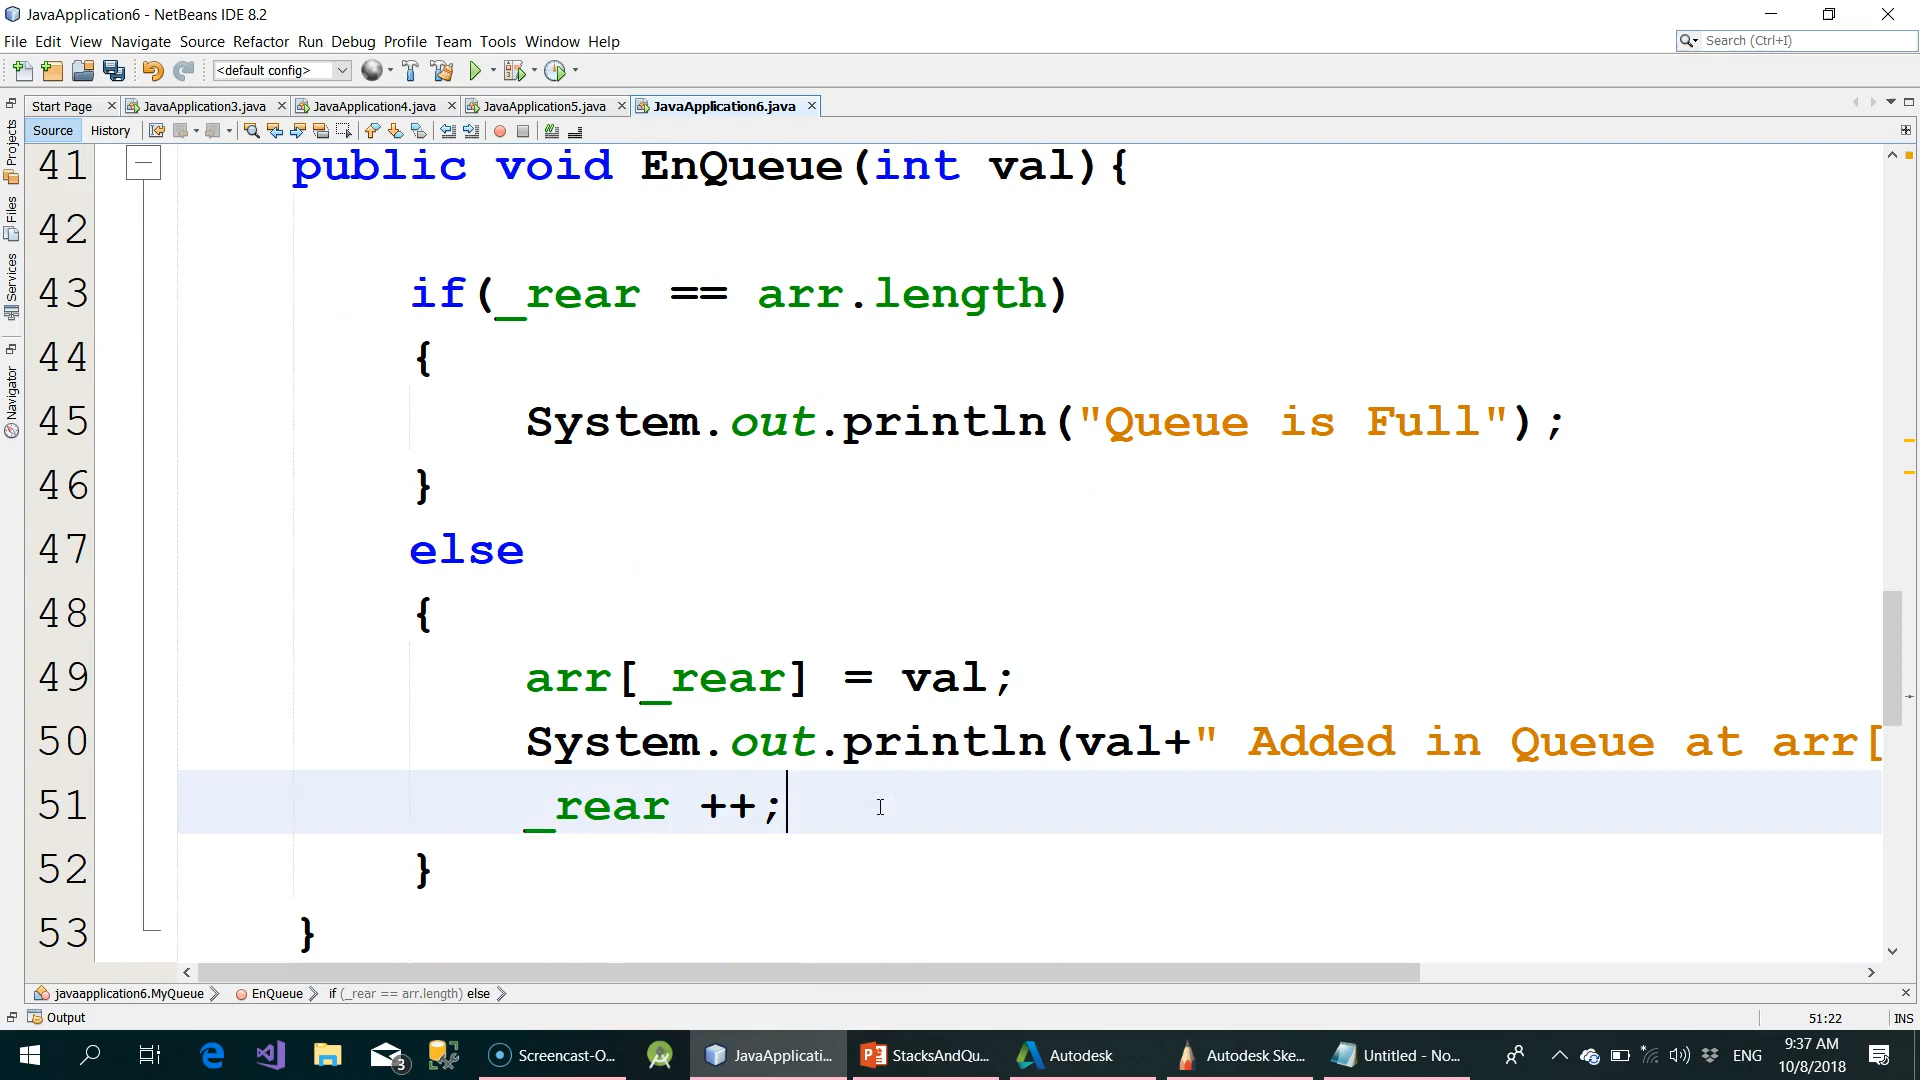 JavaApplication6 - NetBeans IDE 8.2
File Edit View Navigate Source Refactor Run Debug Profile Team Tools Window Help
Search (Ctrl+I)
<default config>
Start Page JavaApplication3.java JavaApplication4.java JavaApplication5.java JavaApplication6.java
Source History
Projects
Files
Services
Navigator
41 public void EnQueue(int val){
42
43 if(_rear == arr.length)
44 {
45 System.out.println("Queue is Full");
46 }
47 else
48 {
49 arr[_rear] = val;
50 System.out.println(val+" Added in Queue at arr[
51 _rear ++;
52 }
53 }
javaapplication6.MyQueue EnQueue if (_rear == arr.length) else
Output
51:22 INS
3 Screencast-O... JavaApplicati... StacksAndQu... Autodesk Autodesk Ske... Untitled - No... ENG 9:37 AM
10/8/2018